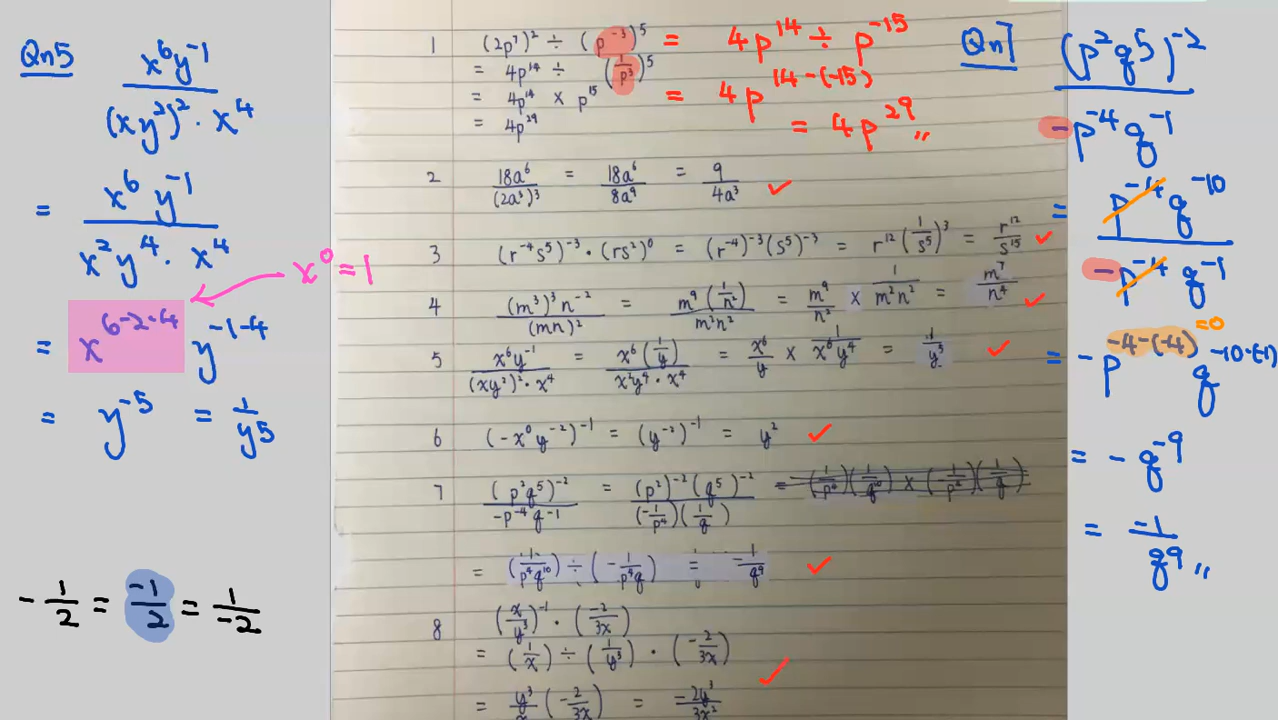 Qn5
x⁶y⁻¹ / (xy²)² · x⁴
= x⁶y⁻¹ / x²y⁴ · x⁴
x⁰ = 1
= x⁶⁻²⁻⁴ y⁻¹⁻⁴
= y⁻⁵ = 1/y⁵
-1/2 = -1/2 = 1/-2
1 (2p⁷)² ÷ (p⁻³)⁵ = 4p¹⁴ ÷ p⁻¹⁵
= 4p¹⁴ ÷ (1/p³)⁵
= 4p¹⁴ × p¹⁵ = 4p¹⁴⁻⁽⁻¹⁵⁾
= 4p²⁹ = 4p²⁹
2 18a⁶/(2a³)³ = 18a⁶/8a⁹ = 9/4a³
3 (r⁻⁴s⁵)⁻³ · (rs²)⁰ = (r⁻⁴)⁻³(s⁵)⁻³ = r¹²(1/s⁵)³ = r¹²/s¹⁵
4 (m³)³n⁻²/(mn)² = m⁹(1/n²)/m²n² = m⁹/n² × 1/m²n² = m⁷/n⁴
5 x⁶y⁻¹/(xy²)² · x⁴ = x⁶(1/y)/x²y⁴ · x⁴ = x⁶/y × 1/x⁶y⁴ = 1/y⁵
6 (-x⁰y⁻²)⁻¹ = (y⁻²)⁻¹ = y²
7 (p²q⁵)⁻²/-p⁻⁴q⁻¹ = (p²)⁻²(q⁵)⁻²/(-1/p⁴)(1/q) = (1/p⁴)(1/q¹⁰) × (-1/p⁴)(1/q)
= (1/p⁴q¹⁰) ÷ (-1/p⁴q) = -1/q⁹
8 (x/y³)⁻¹ · (-2/3x)
= (1/x) ÷ (1/y³) · (-2/3x)
= y³/x (-2/3x) = -2y³/3x²
Qn7 (p²q⁵)⁻² / -p⁻⁴q⁻¹
= p⁻⁴q⁻¹⁰ / -p⁻⁴q⁻¹
=0
= -p⁻⁴⁻⁽⁻⁴⁾ q⁻¹⁰⁻⁽⁻¹⁾
= -q⁻⁹
= -1/q⁹